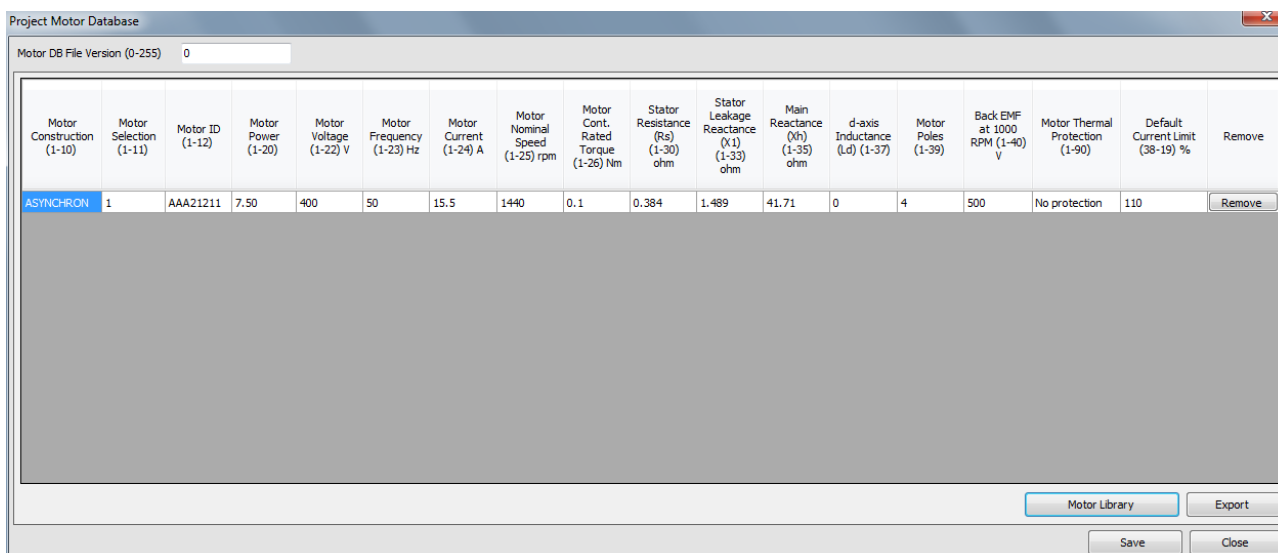 Project Motor Database
x
Motor DB File Version (0-255) 0
Motor Construction (1-10)
Motor Selection (1-11)
Motor ID (1-12)
Motor Power (1-20)
Motor Voltage (1-22) V
Motor Frequency (1-23) Hz
Motor Current (1-24) A
Motor Nominal Speed (1-25) rpm
Motor Cont. Rated Torque (1-26) Nm
Stator Resistance (Rs) (1-30) ohm
Stator Leakage Reactance (X1) (1-33) ohm
Main Reactance (Xh) (1-35) ohm
d-axis Inductance (Ld) (1-37)
Motor Poles (1-39)
Back EMF at 1000 RPM (1-40) V
Motor Thermal Protection (1-90)
Default Current Limit (38-19) %
Remove
ASYNCHRON 1 AAA21211 7.50 400 50 15.5 1440 0.1 0.384 1.489 41.71 0 4 500 No protection 110 Remove
Motor Library Export
Save Close